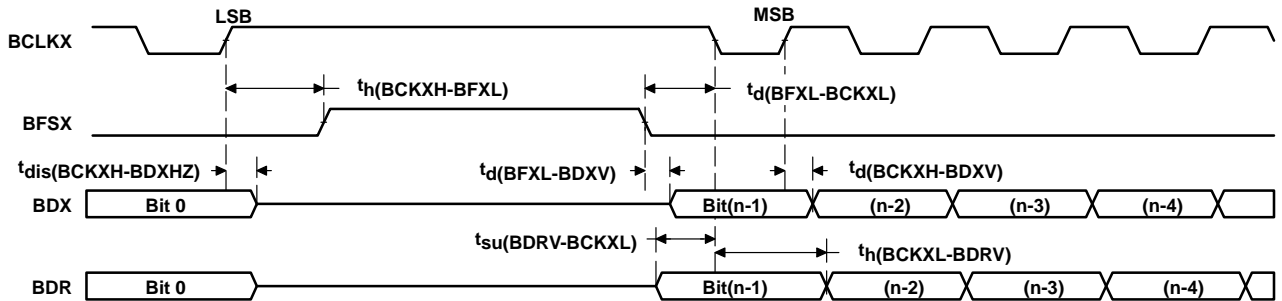 LSB MSB
BCLKX
th(BCKXH-BFXL) td(BFXL-BCKXL)
BFSX
tdis(BCKXH-BDXHZ) td(BFXL-BDXV) td(BCKXH-BDXV)
BDX Bit 0 Bit(n-1) (n-2) (n-3) (n-4)
tsu(BDRV-BCKXL) th(BCKXL-BDRV)
BDR Bit 0 Bit(n-1) (n-2) (n-3) (n-4)